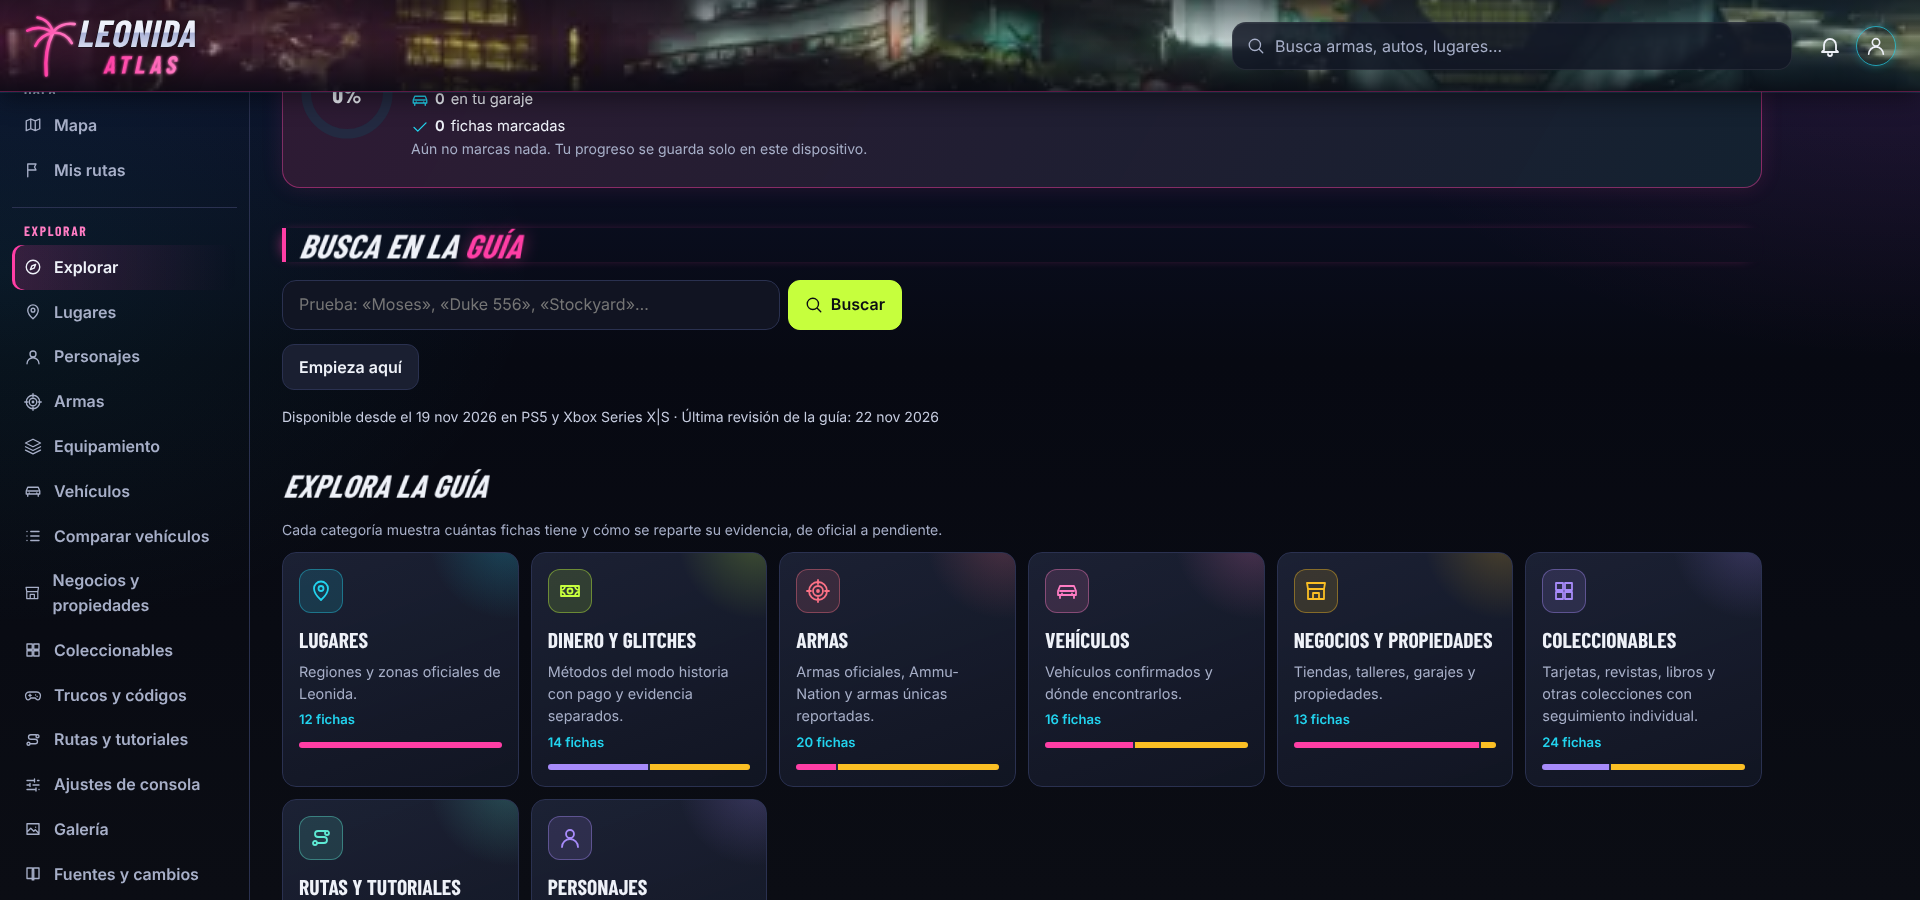 LEONIDA
ATLAS
Busca armas, autos, lugares...
Mapa
Mis rutas
EXPLORAR
Explorar
Lugares
Personajes
Armas
Equipamiento
Vehículos
Comparar vehículos
Negocios y
propiedades
Coleccionables
Trucos y códigos
Rutas y tutoriales
Ajustes de consola
Galería
Fuentes y cambios
0%
0 en tu garaje
0 fichas marcadas
Aún no marcas nada. Tu progreso se guarda solo en este dispositivo.
BUSCA EN LA GUÍA
Prueba: «Moses», «Duke 556», «Stockyard»...
Buscar
Empieza aquí
Disponible desde el 19 nov 2026 en PS5 y Xbox Series X|S · Última revisión de la guía: 22 nov 2026
EXPLORA LA GUÍA
Cada categoría muestra cuántas fichas tiene y cómo se reparte su evidencia, de oficial a pendiente.
LUGARES
Regiones y zonas oficiales de
Leonida.
12 fichas
DINERO Y GLITCHES
Métodos del modo historia
con pago y evidencia
separados.
14 fichas
ARMAS
Armas oficiales, Ammu-
Nation y armas únicas
reportadas.
20 fichas
VEHÍCULOS
Vehículos confirmados y
dónde encontrarlos.
16 fichas
NEGOCIOS Y PROPIEDADES
Tiendas, talleres, garajes y
propiedades.
13 fichas
COLECCIONABLES
Tarjetas, revistas, libros y
otras colecciones con
seguimiento individual.
24 fichas
RUTAS Y TUTORIALES
PERSONAJES